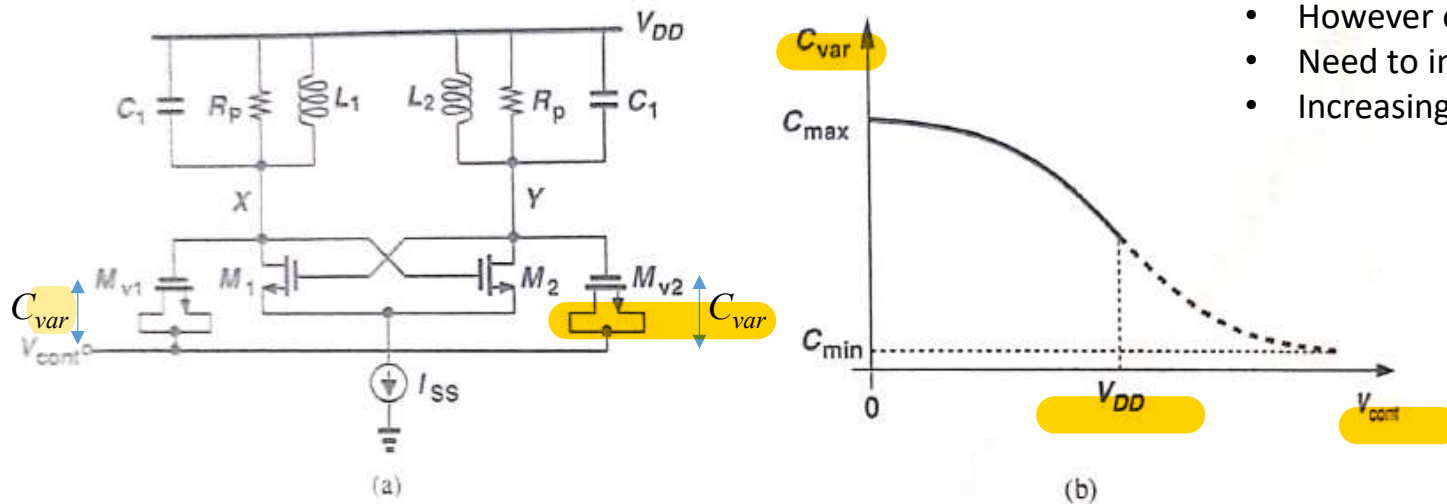 V_DD
C_1 R_p L_1 L_2 R_p C_1
X Y
M_v1 M_1 M_2 M_v2
C_var C_var
V_cont
I_SS
(a)
C_var
C_max
C_min
0 V_DD V_cont
(b)
• However
• Need to
• Increasing